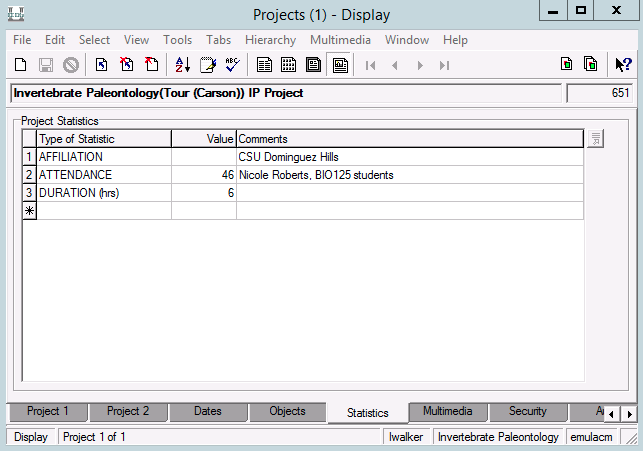 Projects (1) - Display
File Edit Select View Tools Tabs Hierarchy Multimedia Window Help
Invertebrate Paleontology(Tour (Carson)) IP Project 651
Project Statistics
Type of Statistic Value Comments
1 AFFILIATION CSU Dominguez Hills
2 ATTENDANCE 46 Nicole Roberts, BIO125 students
3 DURATION (hrs) 6
Project 1 Project 2 Dates Objects Statistics Multimedia Security
Display Project 1 of 1 lwalker Invertebrate Paleontology emulacm